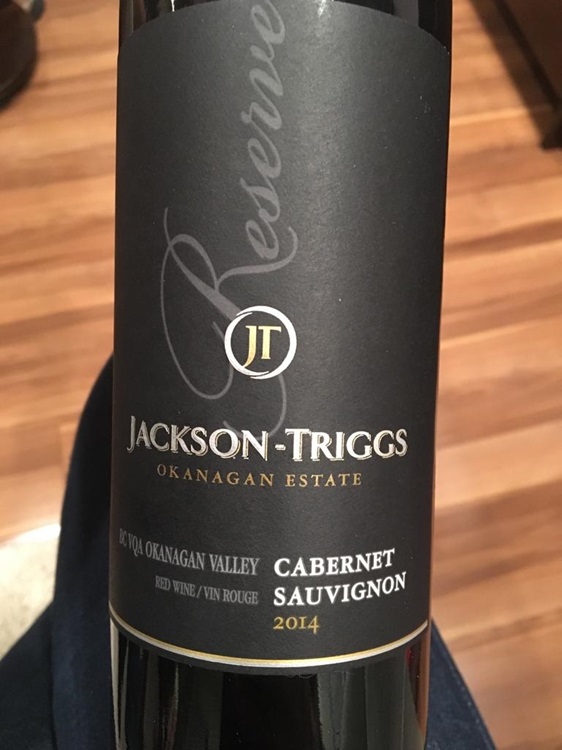 Reserve
JT
JACKSON-TRIGGS
OKANAGAN ESTATE
BC VQA OKANAGAN VALLEY
RED WINE / VIN ROUGE
CABERNET
SAUVIGNON
2014